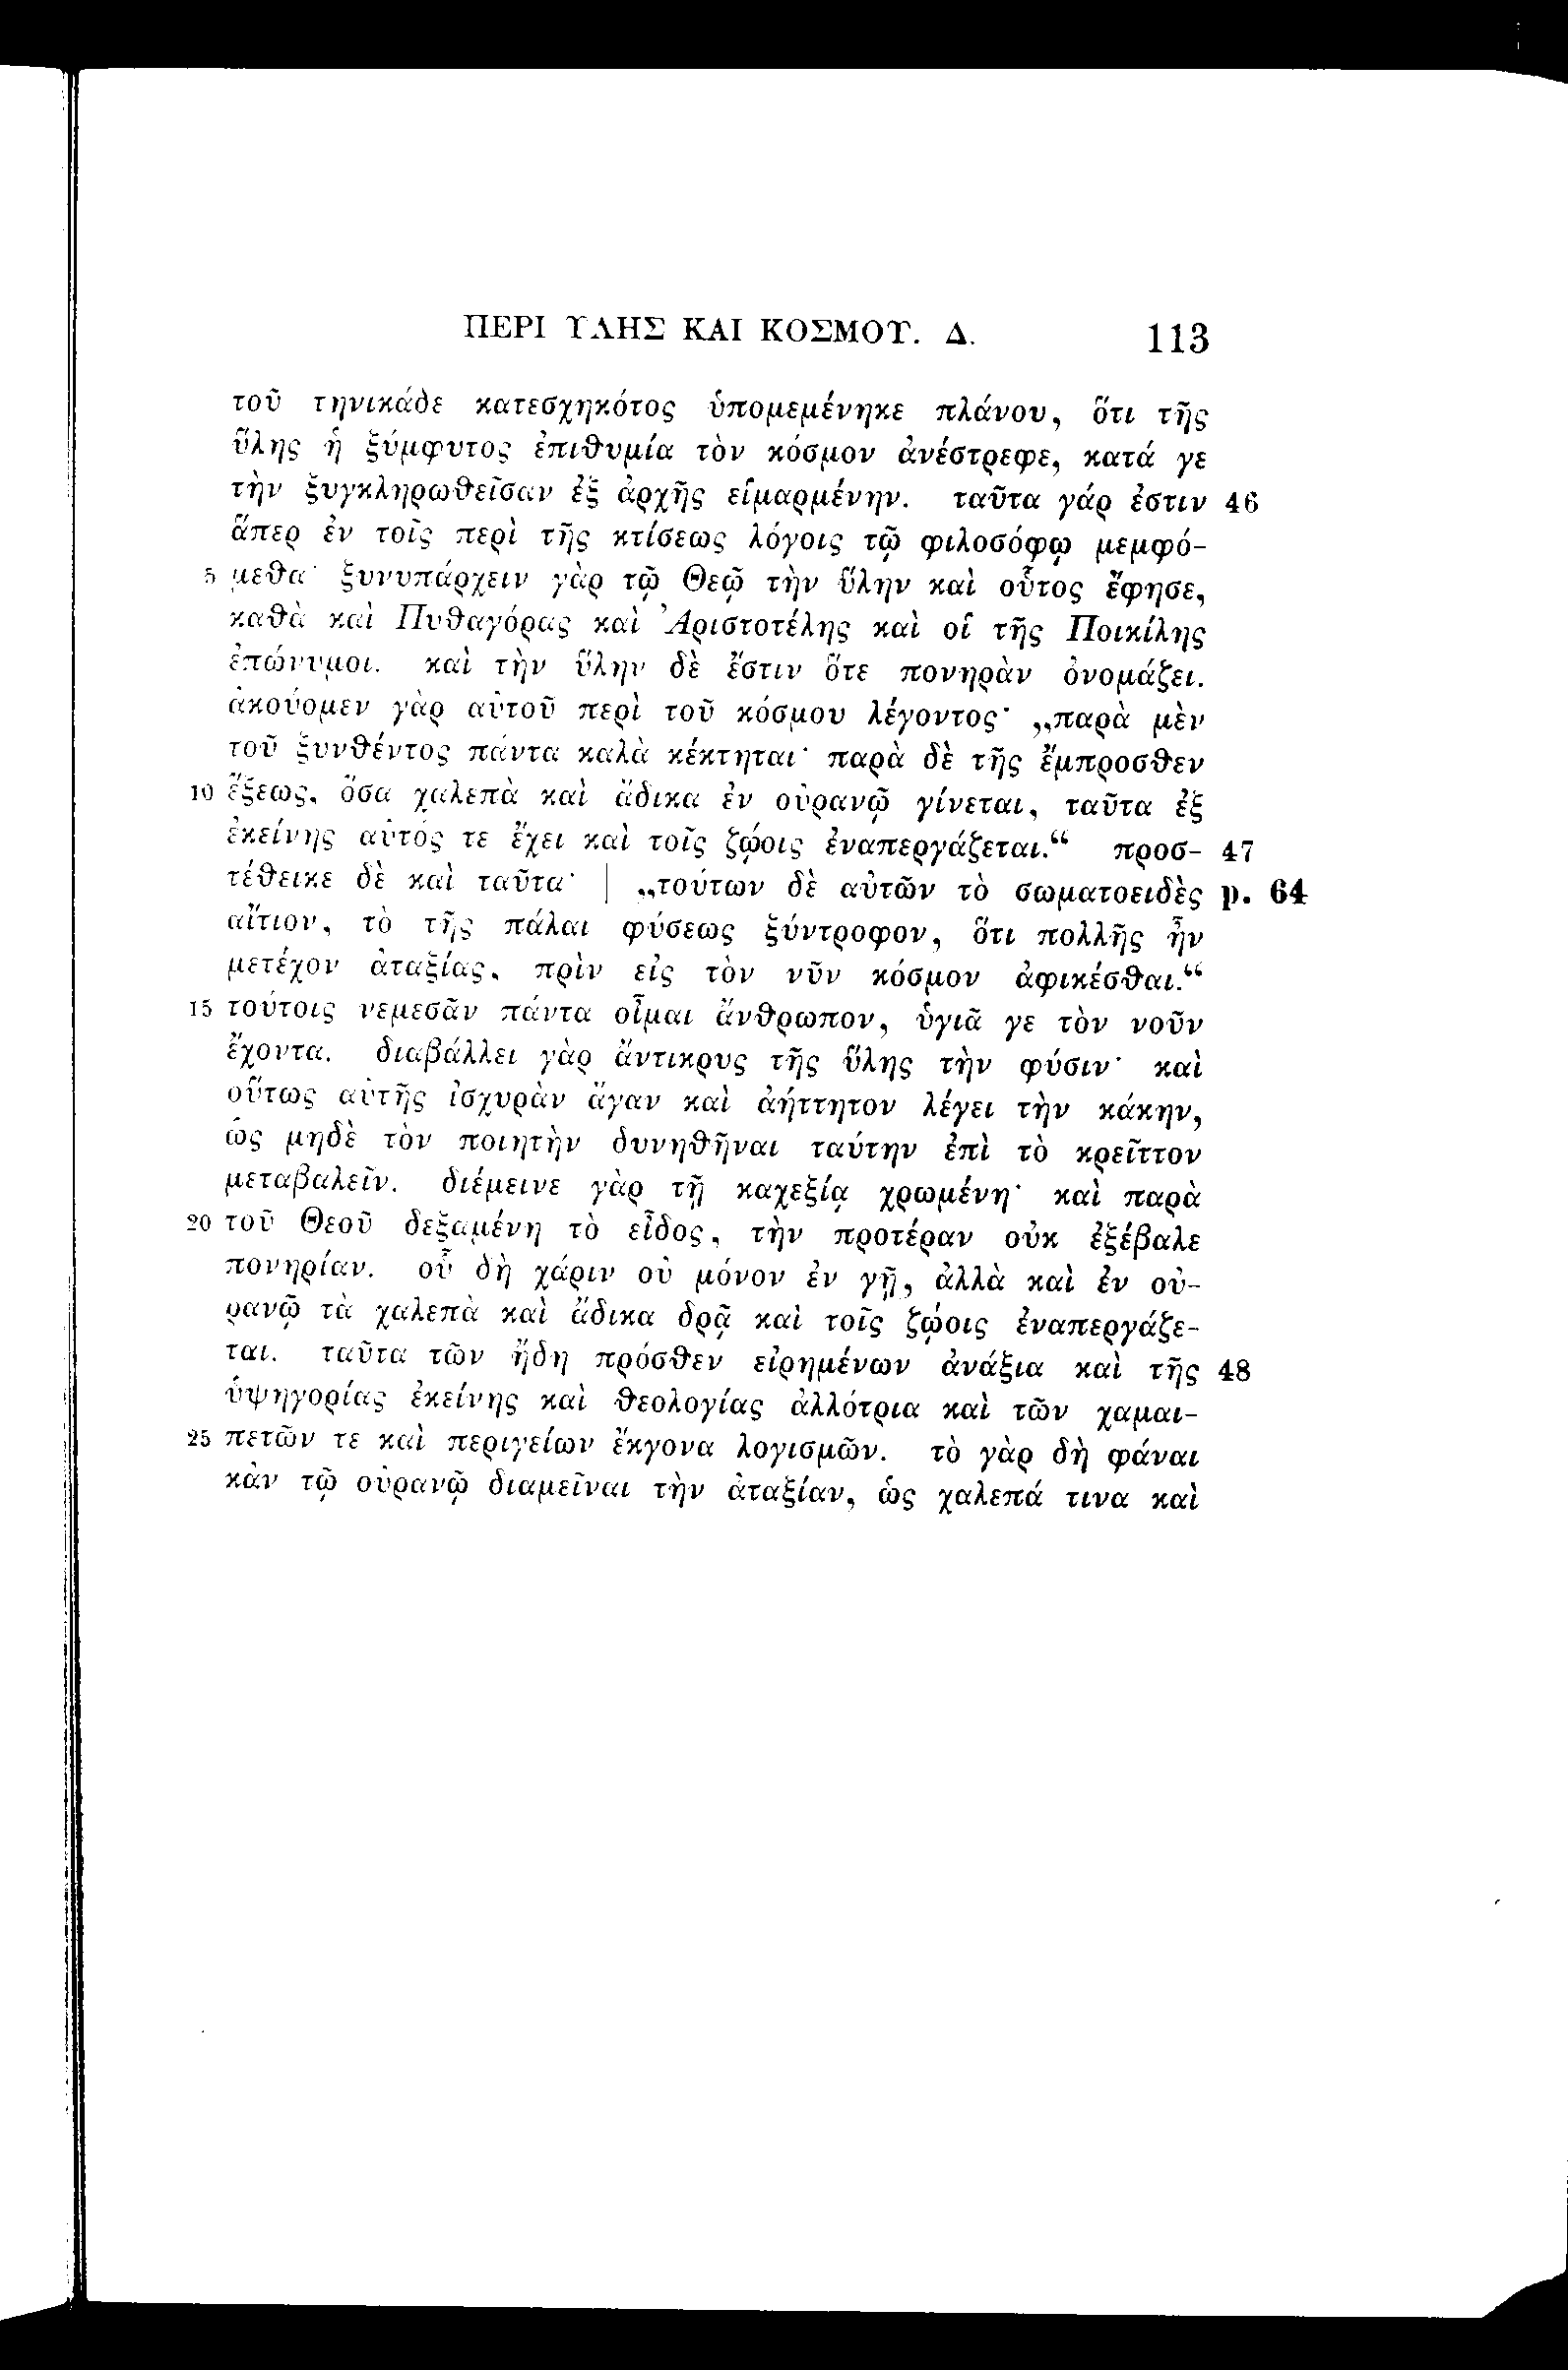 ΠΕΡΙ ΥΛΗΣ ΚΑΙ ΚΟΣΜΟΥ. Δ. 113
τοῦ τηνικάδε κατεσχηκότος ὑπομεμένηκε πλάνου, ὅτι τῆς
ὕλης ἡ ξύμφυτος ἐπιθυμία τὸν κόσμον ἀνέστρεφε, κατά γε
τὴν ξυγκληρωθεῖσαν ἐξ ἀρχῆς εἱμαρμένην. ταῦτα γάρ ἐστιν 46
ἅπερ ἐν τοῖς περὶ τῆς κτίσεως λόγοις τῷ φιλοσόφῳ μεμφό-
5 μεθα· ξυνυπάρχειν γὰρ τῷ Θεῷ τὴν ὕλην καὶ οὗτος ἔφησε,
καθὰ καὶ Πυθαγόρας καὶ Ἀριστοτέλης καὶ οἱ τῆς Ποικίλης
ἐπώνυμοι. καὶ τὴν ὕλην δὲ ἔστιν ὅτε πονηρὰν ὀνομάζει.
ἀκούομεν γὰρ αὐτοῦ περὶ τοῦ κόσμου λέγοντος· „παρὰ μὲν
τοῦ ξυνθέντος πάντα καλὰ κέκτηται· παρὰ δὲ τῆς ἔμπροσθεν
10 ἕξεως, ὅσα χαλεπὰ καὶ ἄδικα ἐν οὐρανῷ γίνεται, ταῦτα ἐξ
ἐκείνης αὐτός τε ἔχει καὶ τοῖς ζῴοις ἐναπεργάζεται.“ προσ- 47
τέθεικε δὲ καὶ ταῦτα· | „τούτων δὲ αὐτῶν τὸ σωματοειδὲς p. 64
αἴτιον, τὸ τῆς πάλαι φύσεως ξύντροφον, ὅτι πολλῆς ἦν
μετέχον ἀταξίας, πρὶν εἰς τὸν νῦν κόσμον ἀφικέσθαι.“
15 τούτοις νεμεσᾶν πάντα οἶμαι ἄνθρωπον, ὑγιᾶ γε τὸν νοῦν
ἔχοντα. διαβάλλει γὰρ ἄντικρυς τῆς ὕλης τὴν φύσιν· καὶ
οὕτως αὐτῆς ἰσχυρὰν ἄγαν καὶ ἀήττητον λέγει τὴν κάκην,
ὡς μηδὲ τὸν ποιητὴν δυνηθῆναι ταύτην ἐπὶ τὸ κρεῖττον
μεταβαλεῖν. διέμεινε γὰρ τῇ καχεξίᾳ χρωμένη· καὶ παρὰ
20 τοῦ Θεοῦ δεξαμένη τὸ εἶδος, τὴν προτέραν οὐκ ἐξέβαλε
πονηρίαν. οὗ δὴ χάριν οὐ μόνον ἐν γῇ, ἀλλὰ καὶ ἐν οὐ-
ρανῷ τὰ χαλεπὰ καὶ ἄδικα δρᾷ καὶ τοῖς ζῴοις ἐναπεργάζε-
ται. ταῦτα τῶν ἤδη πρόσθεν εἰρημένων ἀνάξια καὶ τῆς 48
ὑψηγορίας ἐκείνης καὶ θεολογίας ἀλλότρια καὶ τῶν χαμαι-
25 πετῶν τε καὶ περιγείων ἔκγονα λογισμῶν. τὸ γὰρ δὴ φάναι
κἀν τῷ οὐρανῷ διαμεῖναι τὴν ἀταξίαν, ὡς χαλεπά τινα καὶ